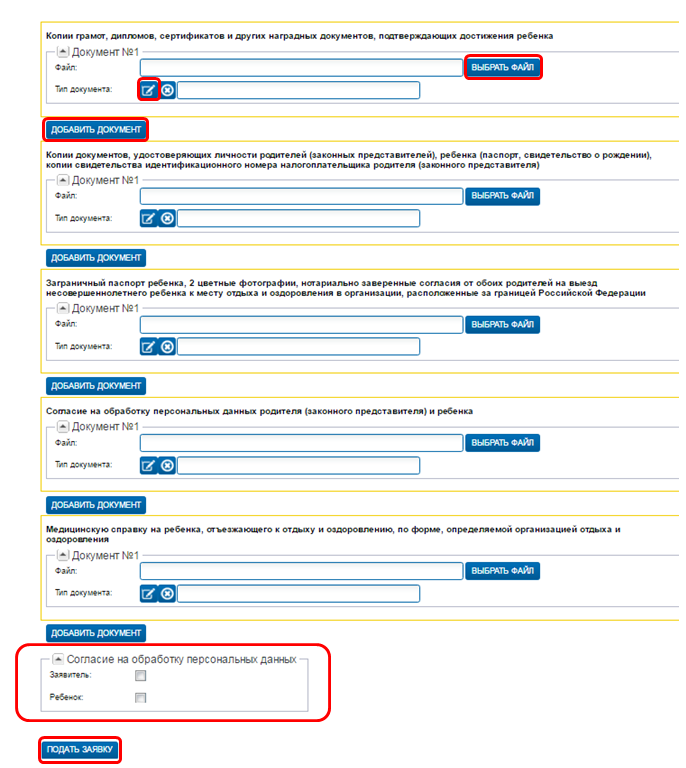 Копии грамот, дипломов, сертификатов и других наградных документов, подтверждающих достижения ребенка
Документ №1
Файл:
ВЫБРАТЬ ФАЙЛ
Тип документа:
ДОБАВИТЬ ДОКУМЕНТ
Копии документов, удостоверяющих личности родителей (законных представителей), ребенка (паспорт, свидетельство о рождении),
копии свидетельства идентификационного номера налогоплательщика родителя (законного представителя)
Документ №1
Файл:
ВЫБРАТЬ ФАЙЛ
Тип документа:
ДОБАВИТЬ ДОКУМЕНТ
Заграничный паспорт ребенка, 2 цветные фотографии, нотариально заверенные согласия от обоих родителей на выезд
несовершеннолетнего ребенка к месту отдыха и оздоровления в организации, расположенные за границей Российской Федерации
Документ №1
Файл:
ВЫБРАТЬ ФАЙЛ
Тип документа:
ДОБАВИТЬ ДОКУМЕНТ
Согласие на обработку персональных данных родителя (законного представителя) и ребенка
Документ №1
Файл:
ВЫБРАТЬ ФАЙЛ
Тип документа:
ДОБАВИТЬ ДОКУМЕНТ
Медицинскую справку на ребенка, отъезжающего к отдыху и оздоровлению, по форме, определяемой организацией отдыха и
оздоровления
Документ №1
Файл:
ВЫБРАТЬ ФАЙЛ
Тип документа:
ДОБАВИТЬ ДОКУМЕНТ
Согласие на обработку персональных данных
Заявитель:
Ребенок:
ПОДАТЬ ЗАЯВКУ